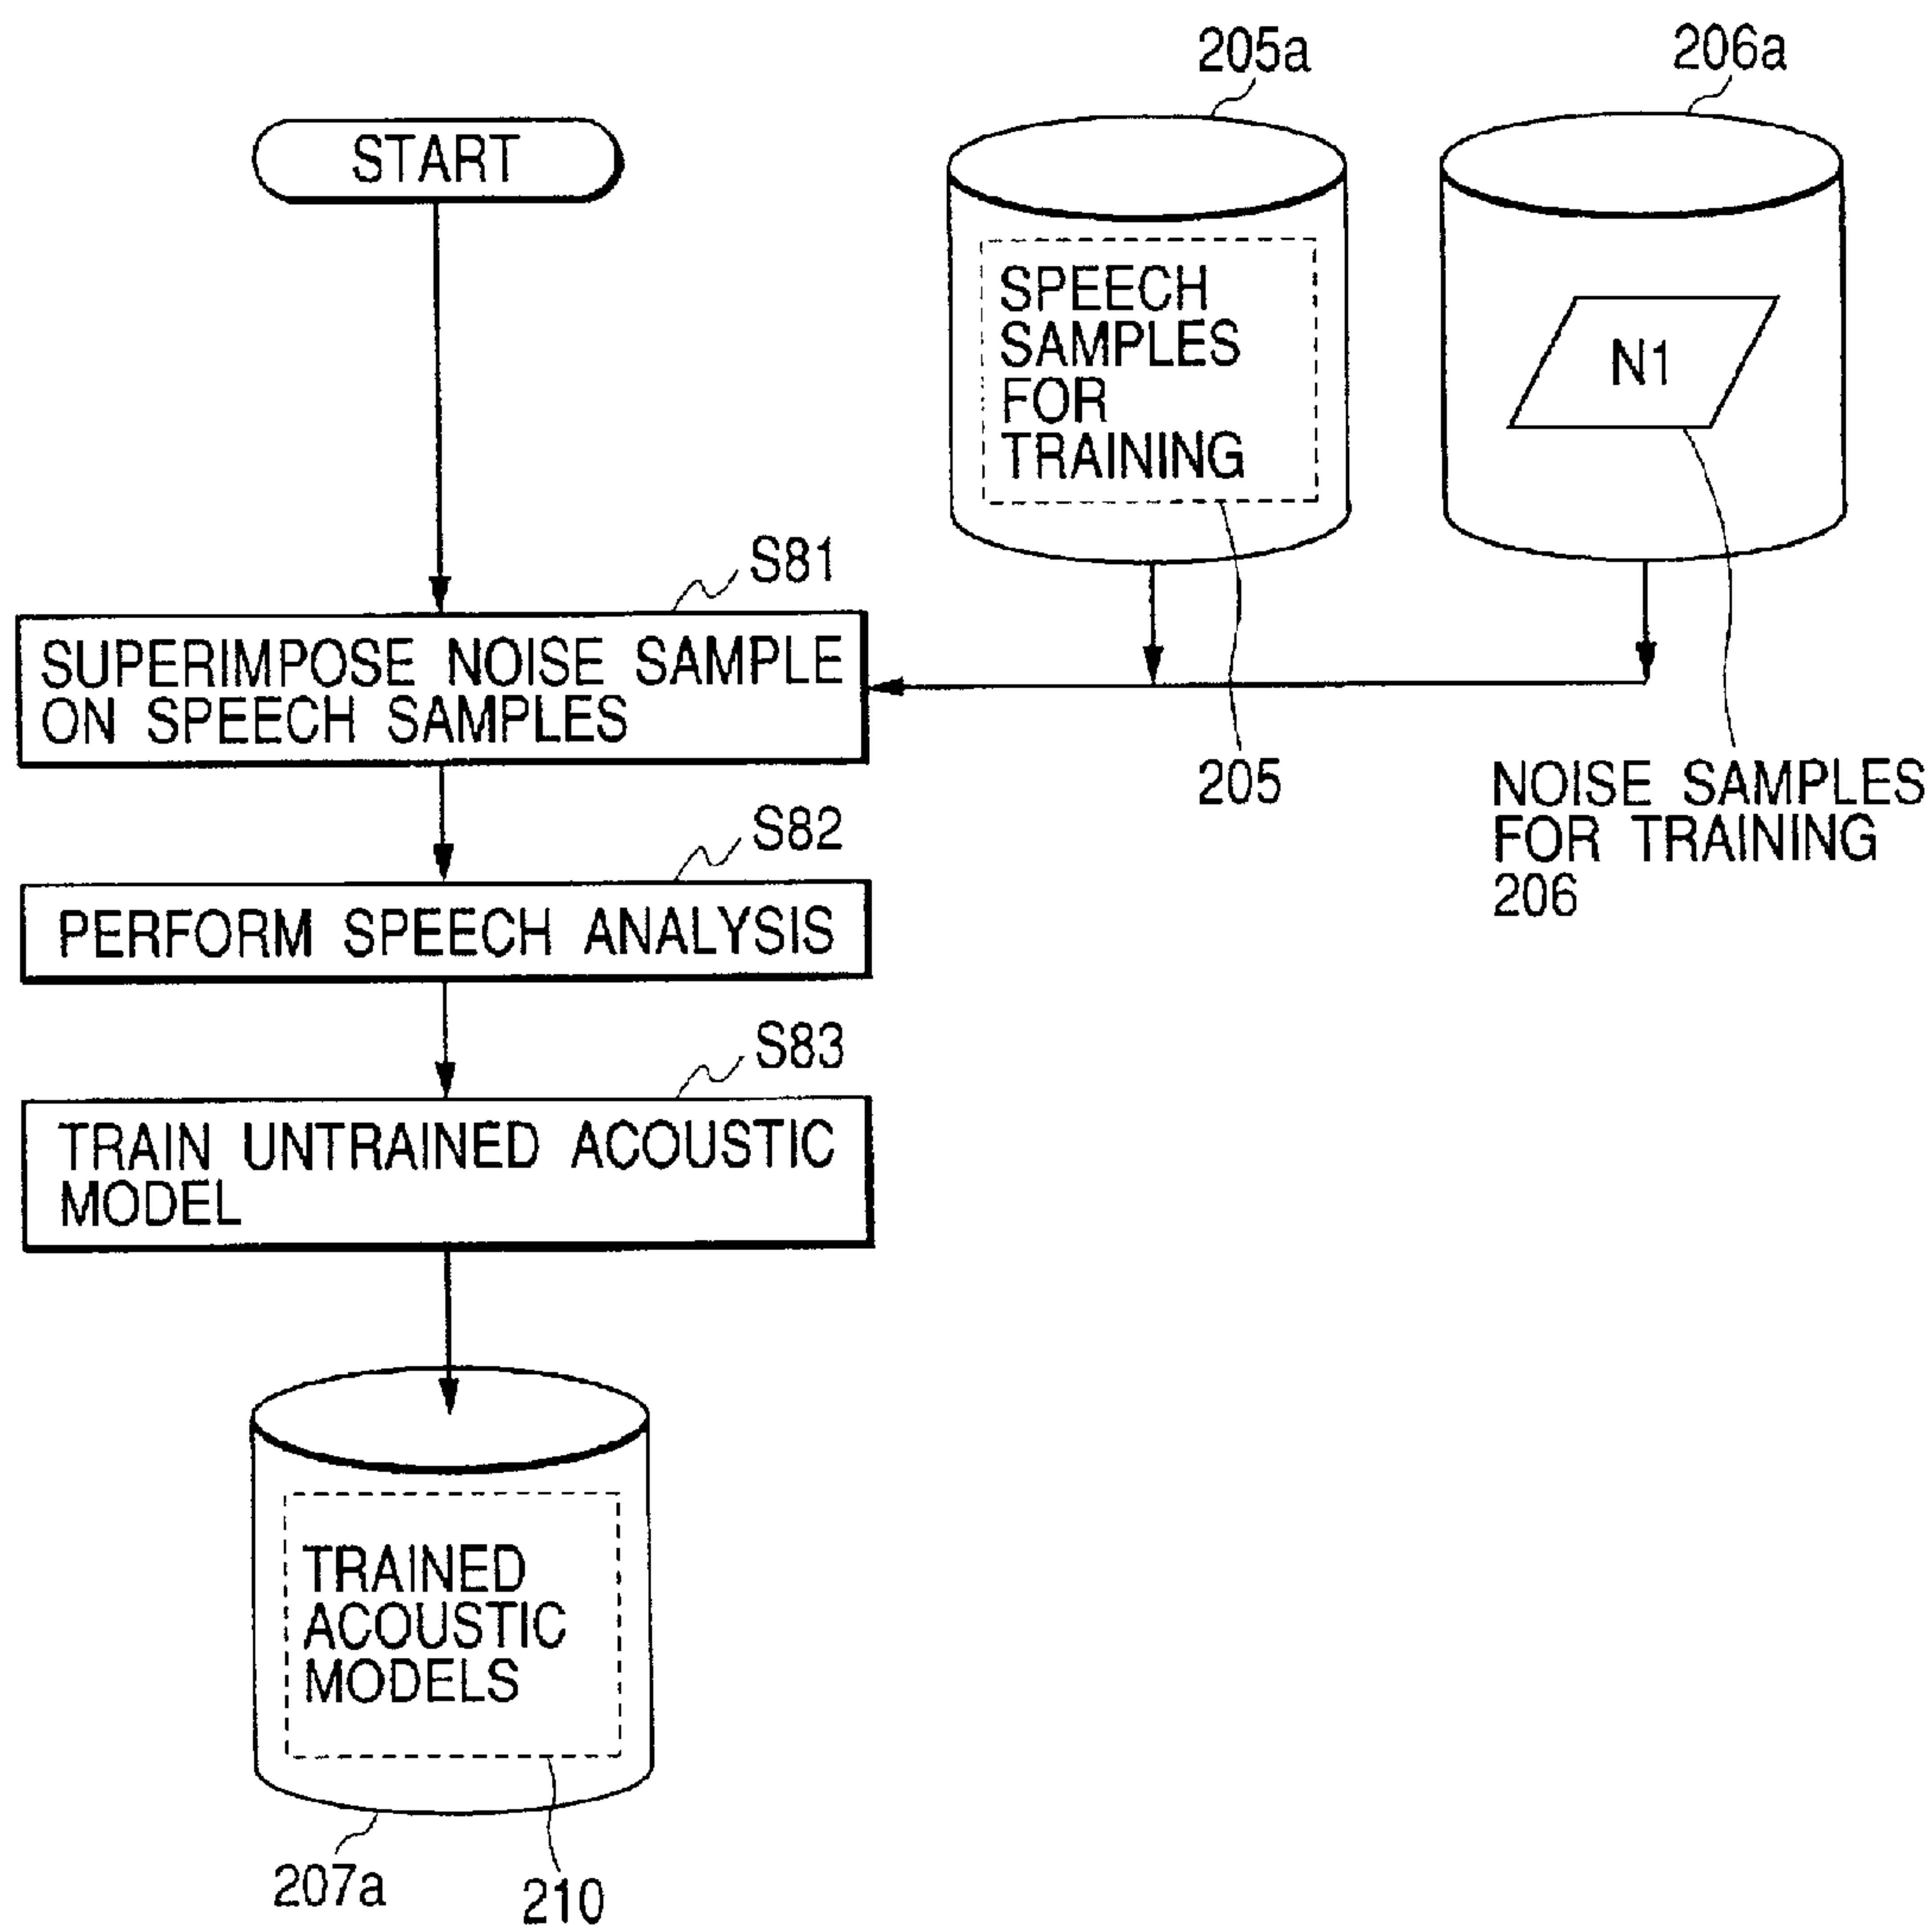 205a
206a
START
SPEECH
SAMPLES
FOR
TRAINING
N1
S81
SUPERIMPOSE NOISE SAMPLE
ON SPEECH SAMPLES
205
NOISE SAMPLES
FOR TRAINING
206
S82
PERFORM SPEECH ANALYSIS
S83
TRAIN UNTRAINED ACOUSTIC
MODEL
TRAINED
ACOUSTIC
MODELS
207a
210